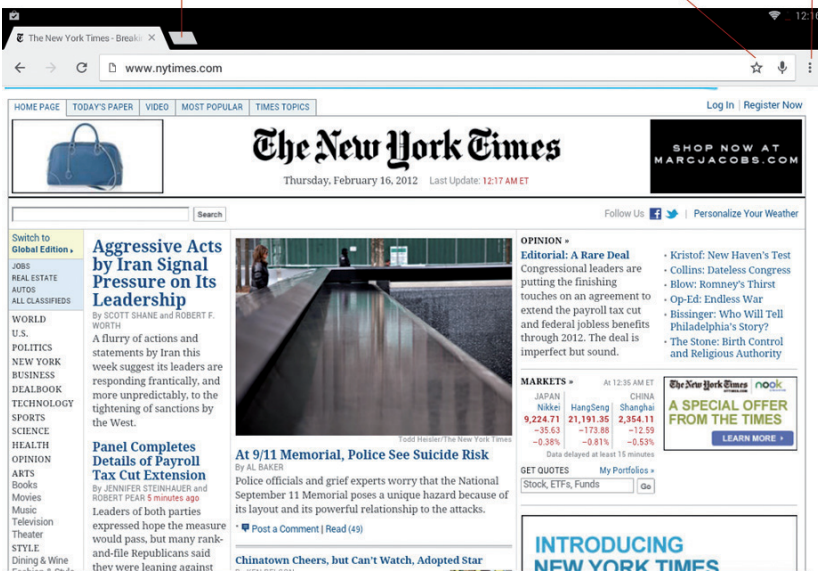 12:16
The New York Times - Breaki
www.nytimes.com
HOME PAGE TODAY'S PAPER VIDEO MOST POPULAR TIMES TOPICS
Log In Register Now
The New York Times
Thursday, February 16, 2012 Last Update: 12:17 AM ET
SHOP NOW AT
MARCJACOBS.COM
Search
Follow Us
Personalize Your Weather
Switch to
Global Edition
JOBS
REAL ESTATE
AUTOS
ALL CLASSIFIEDS
WORLD
U.S.
POLITICS
NEW YORK
BUSINESS
DEALBOOK
TECHNOLOGY
SPORTS
SCIENCE
HEALTH
OPINION
ARTS
Books
Movies
Music
Television
Theater
STYLE
Dining & Wine
Fashion & Style
Aggressive Acts
by Iran Signal
Pressure on Its
Leadership
By SCOTT SHANE and ROBERT F.
WORTH
A flurry of actions and
statements by Iran this
week suggest its leaders are
responding frantically, and
more unpredictably, to the
tightening of sanctions by
the West.
Panel Completes
Details of Payroll
Tax Cut Extension
By JENNIFER STEINHAUER and
ROBERT PEAR 5 minutes ago
Leaders of both parties
expressed hope the measure
would pass, but many rank-
and-file Republicans said
they were leaning against
Todd Heisler/The New York Times
At 9/11 Memorial, Police See Suicide Risk
By AL BAKER
Police officials and grief experts worry that the National
September 11 Memorial poses a unique hazard because of
its layout and its powerful relationship to the attacks.
Post a Comment | Read (49)
Chinatown Cheers, but Can't Watch, Adopted Star
OPINION »
Editorial: A Rare Deal
Congressional leaders are
putting the finishing
touches on an agreement to
extend the payroll tax cut
and federal jobless benefits
through 2012. The deal is
imperfect but sound.
• Kristof: New Haven's Test
• Collins: Dateless Congress
• Blow: Romney's Thirst
• Op-Ed: Endless War
• Bissinger: Who Will Tell
Philadelphia's Story?
• The Stone: Birth Control
and Religious Authority
MARKETS » At 12:35 AM ET
JAPAN CHINA
Nikkei HangSeng Shanghai
9,224.71 21,191.35 2,354.11
−35.63 −173.88 −12.59
−0.38% −0.81% −0.53%
Data delayed at least 15 minutes
GET QUOTES My Portfolios »
Stock, ETFs, Funds Go
The New York Times nook
A SPECIAL OFFER
FROM THE TIMES
LEARN MORE
INTRODUCING
NEW YORK TIMES